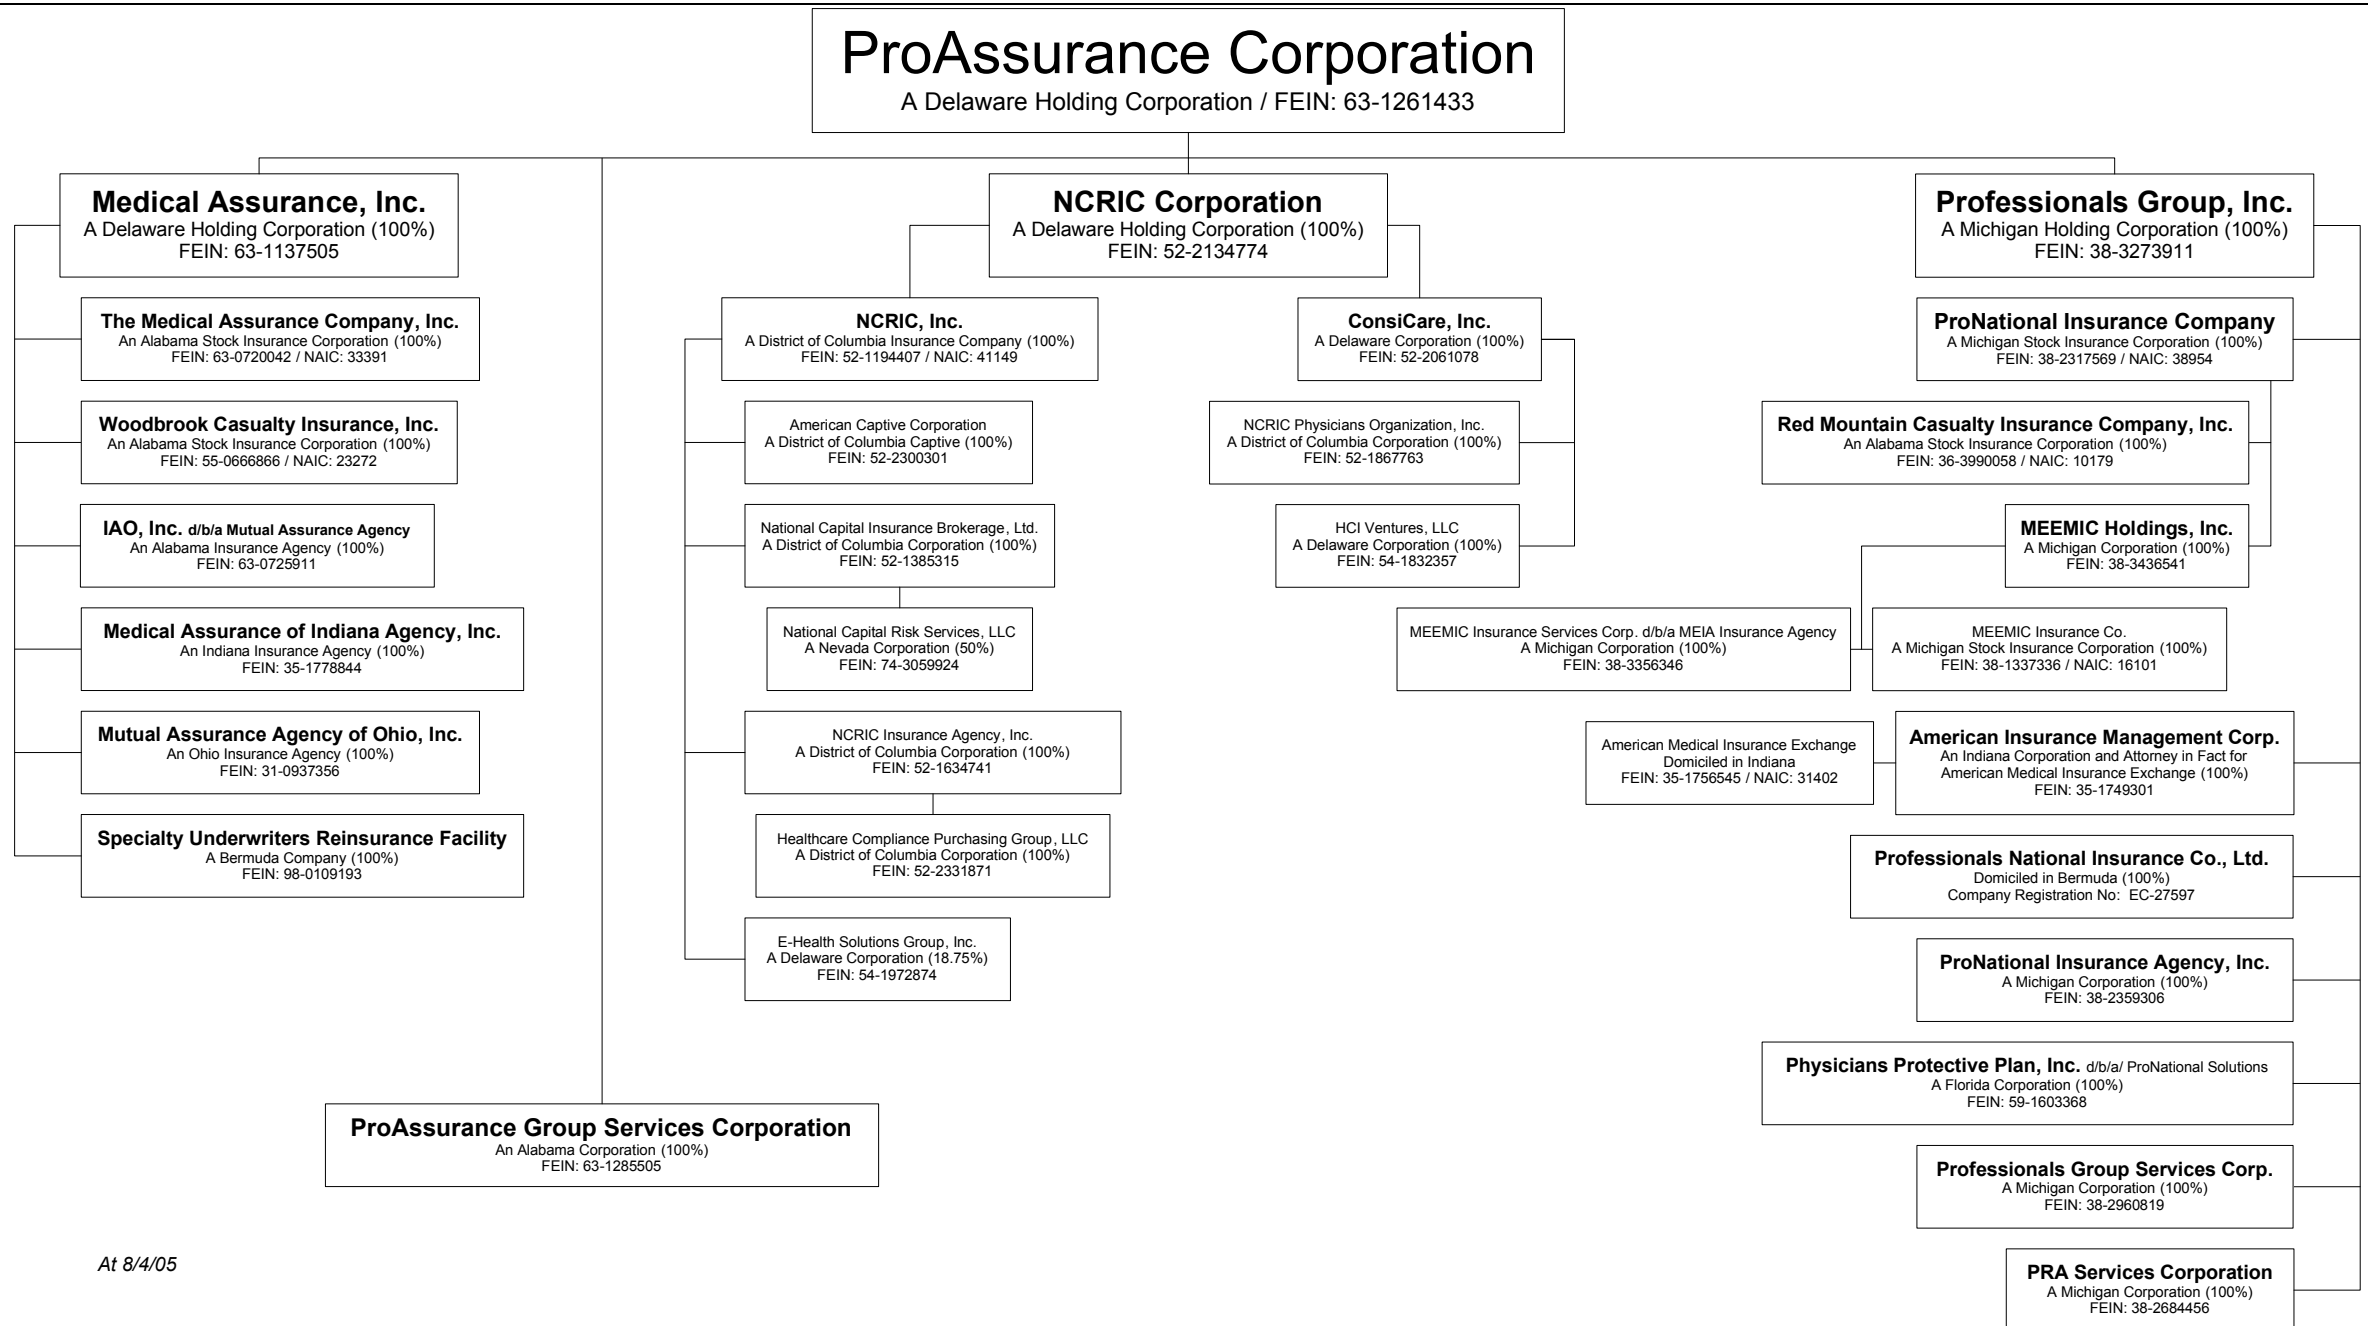 ProAssurance Corporation
A Delaware Holding Corporation / FEIN: 63-1261433
Medical Assurance, Inc.
A Delaware Holding Corporation (100%)
FEIN: 63-1137505
The Medical Assurance Company, Inc.
An Alabama Stock Insurance Corporation (100%)
FEIN: 63-0720042 / NAIC: 33391
Woodbrook Casualty Insurance, Inc.
An Alabama Stock Insurance Corporation (100%)
FEIN: 55-0666866 / NAIC: 23272
IAO, Inc. d/b/a Mutual Assurance Agency
An Alabama Insurance Agency (100%)
FEIN: 63-0725911
Medical Assurance of Indiana Agency, Inc.
An Indiana Insurance Agency (100%)
FEIN: 35-1778844
Mutual Assurance Agency of Ohio, Inc.
An Ohio Insurance Agency (100%)
FEIN: 31-0937356
Specialty Underwriters Reinsurance Facility
A Bermuda Company (100%)
FEIN: 98-0109193
ProAssurance Group Services Corporation
An Alabama Corporation (100%)
FEIN: 63-1285505
NCRIC Corporation
A Delaware Holding Corporation (100%)
FEIN: 52-2134774
NCRIC, Inc.
A District of Columbia Insurance Company (100%)
FEIN: 52-1194407 / NAIC: 41149
American Captive Corporation
A District of Columbia Captive (100%)
FEIN: 52-2300301
National Capital Insurance Brokerage, Ltd.
A District of Columbia Corporation (100%)
FEIN: 52-1385315
National Capital Risk Services, LLC
A Nevada Corporation (50%)
FEIN: 74-3059924
NCRIC Insurance Agency, Inc.
A District of Columbia Corporation (100%)
FEIN: 52-1634741
Healthcare Compliance Purchasing Group, LLC
A District of Columbia Corporation (100%)
FEIN: 52-2331871
E-Health Solutions Group, Inc.
A Delaware Corporation (18.75%)
FEIN: 54-1972874
ConsiCare, Inc.
A Delaware Corporation (100%)
FEIN: 52-2061078
NCRIC Physicians Organization, Inc.
A District of Columbia Corporation (100%)
FEIN: 52-1867763
HCI Ventures, LLC
A Delaware Corporation (100%)
FEIN: 54-1832357
Professionals Group, Inc.
A Michigan Holding Corporation (100%)
FEIN: 38-3273911
ProNational Insurance Company
A Michigan Stock Insurance Corporation (100%)
FEIN: 38-2317569 / NAIC: 38954
Red Mountain Casualty Insurance Company, Inc.
An Alabama Stock Insurance Corporation (100%)
FEIN: 36-3990058 / NAIC: 10179
MEEMIC Holdings, Inc.
A Michigan Corporation (100%)
FEIN: 38-3436541
MEEMIC Insurance Services Corp. d/b/a MEIA Insurance Agency
A Michigan Corporation (100%)
FEIN: 38-3356346
MEEMIC Insurance Co.
A Michigan Stock Insurance Corporation (100%)
FEIN: 38-1337336 / NAIC: 16101
American Medical Insurance Exchange
Domiciled in Indiana
FEIN: 35-1756545 / NAIC: 31402
American Insurance Management Corp.
An Indiana Corporation and Attorney in Fact for
American Medical Insurance Exchange (100%)
FEIN: 35-1749301
Professionals National Insurance Co., Ltd.
Domiciled in Bermuda (100%)
Company Registration No: EC-27597
ProNational Insurance Agency, Inc.
A Michigan Corporation (100%)
FEIN: 38-2359306
Physicians Protective Plan, Inc. d/b/a/ ProNational Solutions
A Florida Corporation (100%)
FEIN: 59-1603368
Professionals Group Services Corp.
A Michigan Corporation (100%)
FEIN: 38-2960819
PRA Services Corporation
A Michigan Corporation (100%)
FEIN: 38-2684456
At 8/4/05